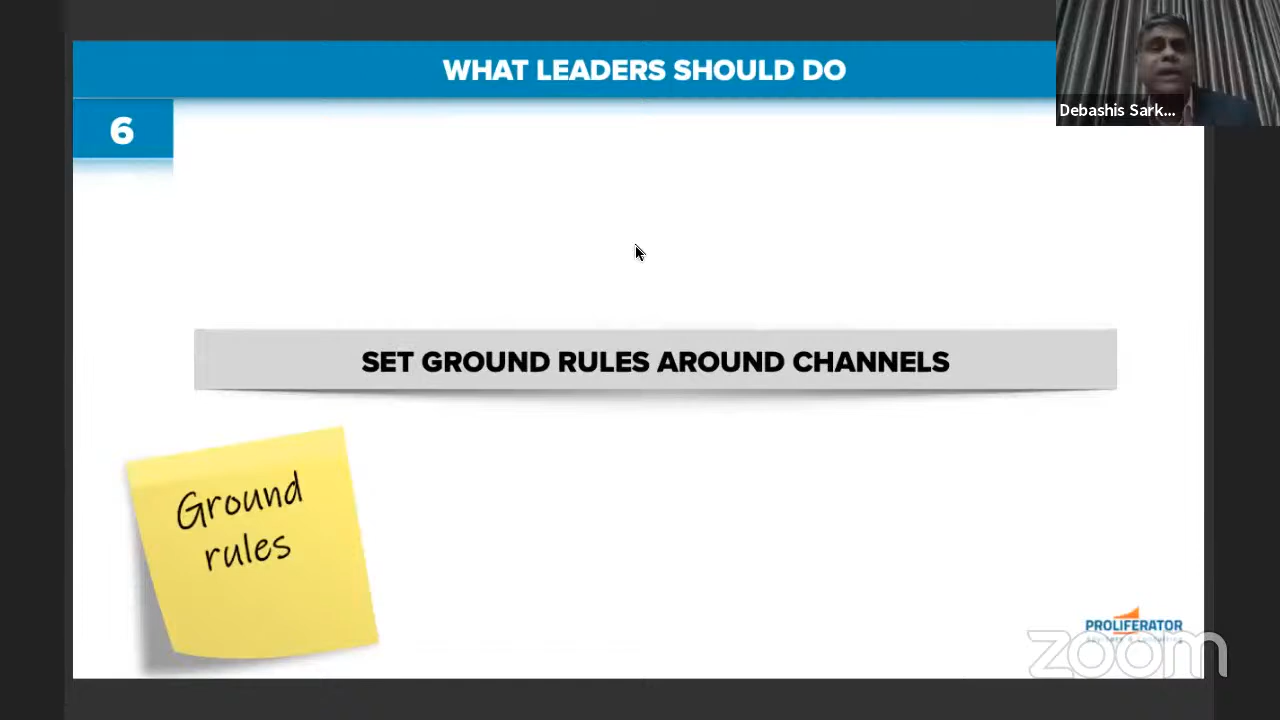 WHAT LEADERS SHOULD DO
Debashis Sark...
6
SET GROUND RULES AROUND CHANNELS
Ground
rules
PROLIFERATOR
zoom